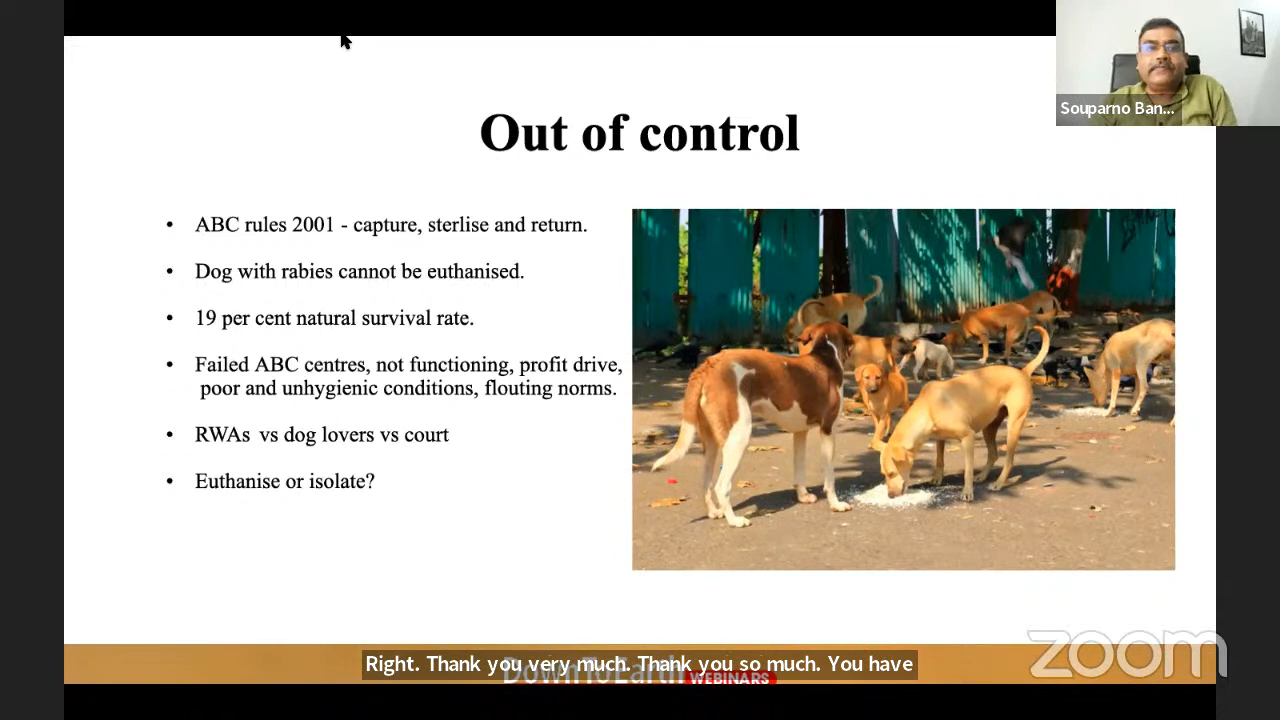 Souparno Ban...
Out of control
• ABC rules 2001 - capture, sterlise and return.
• Dog with rabies cannot be euthanised.
• 19 per cent natural survival rate.
• Failed ABC centres, not functioning, profit drive,
poor and unhygienic conditions, flouting norms.
• RWAs vs dog lovers vs court
• Euthanise or isolate?
Right. Thank you very much. Thank you so much. You have
DownToEarth WEBINARS
zoom